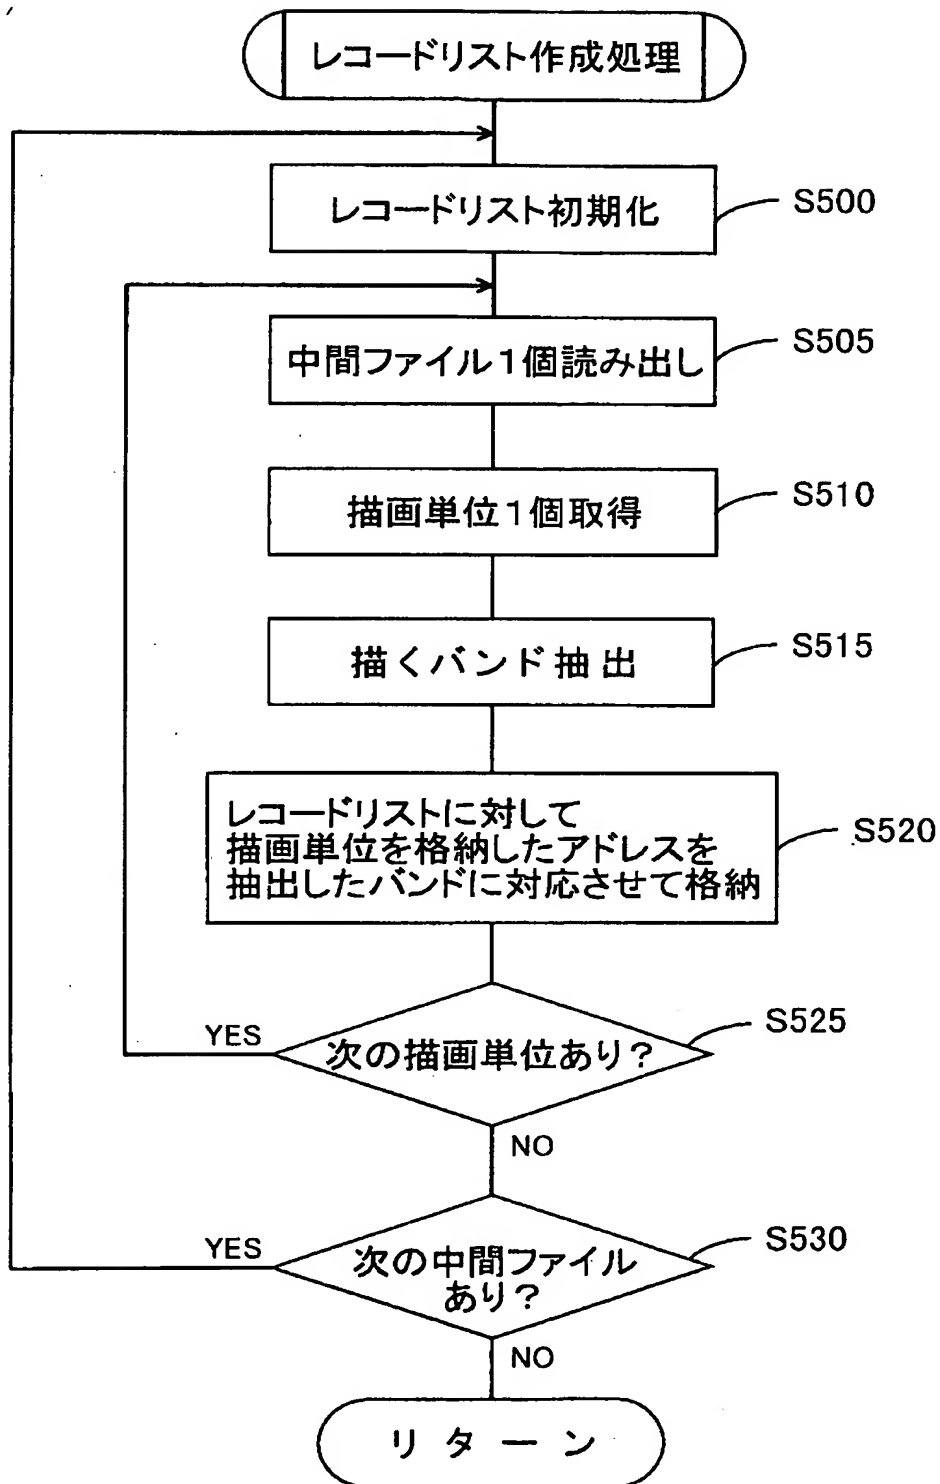 レコードリスト作成処理
レコードリスト初期化
S500
中間ファイル1個読み出し
S505
描画単位1個取得
S510
描くバンド抽出
S515
レコードリストに対して
描画単位を格納したアドレスを
抽出したバンドに対応させて格納
S520
次の描画単位あり?
S525
YES
NO
次の中間ファイル
あり?
S530
YES
NO
リターン